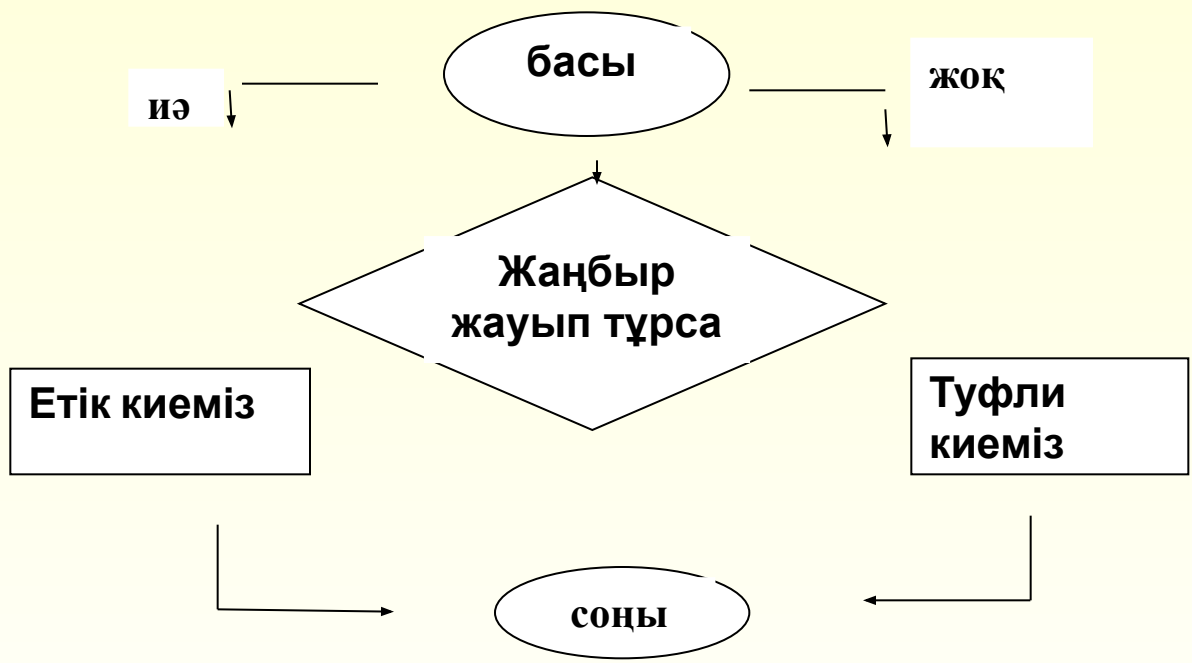 басы
иә
жоқ
Жаңбыр
жауып тұрса
Етік киеміз
Туфли
киеміз
соңы